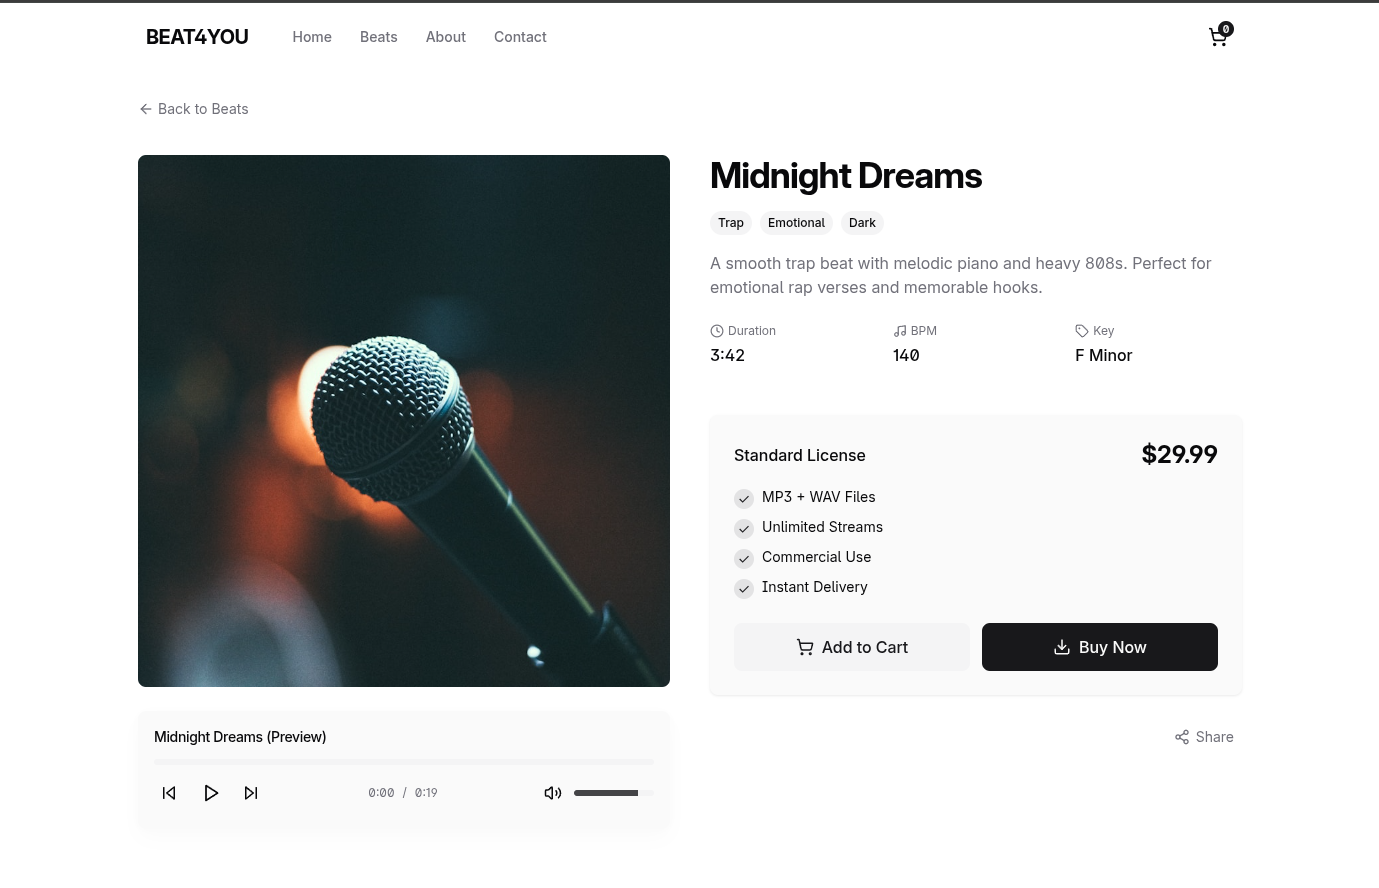 BEAT4YOU
Home
Beats
About
Contact
0
Back to Beats
Midnight Dreams
Trap
Emotional
Dark
A smooth trap beat with melodic piano and heavy 808s. Perfect for
emotional rap verses and memorable hooks.
Duration
3:42
BPM
140
Key
F Minor
Standard License
$29.99
MP3 + WAV Files
Unlimited Streams
Commercial Use
Instant Delivery
Add to Cart
Buy Now
Midnight Dreams (Preview)
0:00 / 0:19
Share